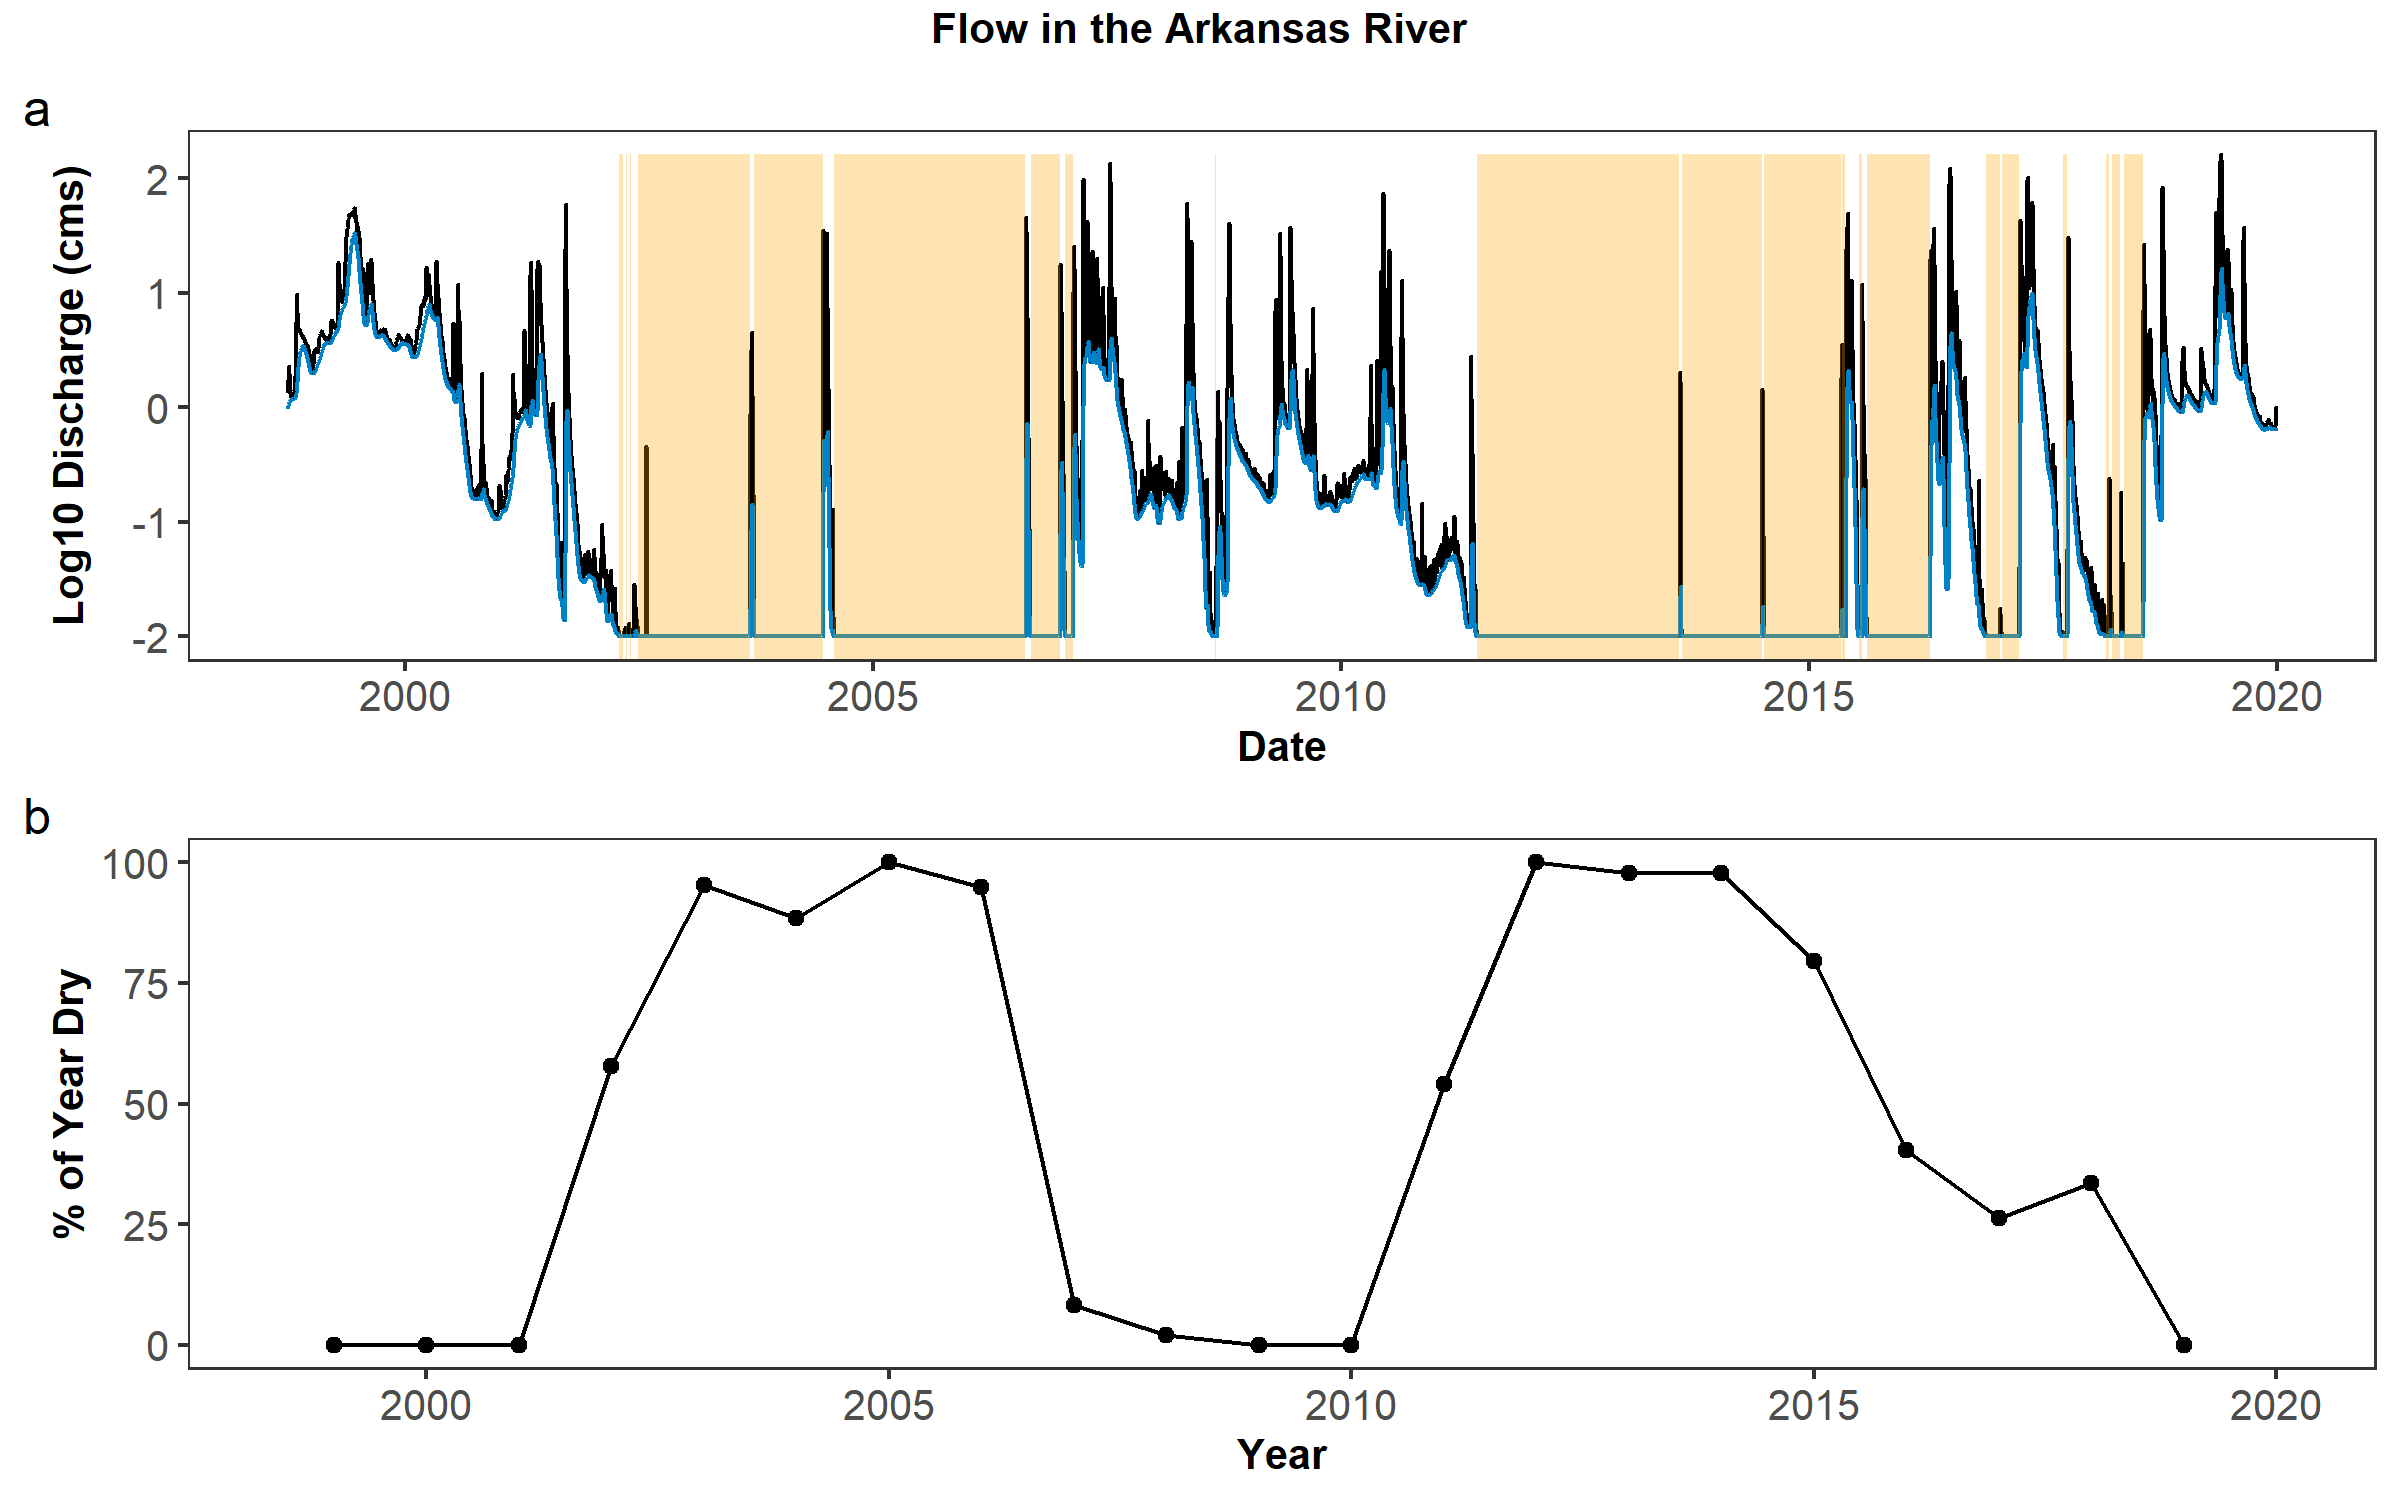 Flow in the Arkansas River
a
Log10 Discharge (cms)
2
1
0
-1
-2
2000 2005 2010 2015 2020
Date
b
% of Year Dry
100
75
50
25
0
2000 2005 2010 2015 2020
Year